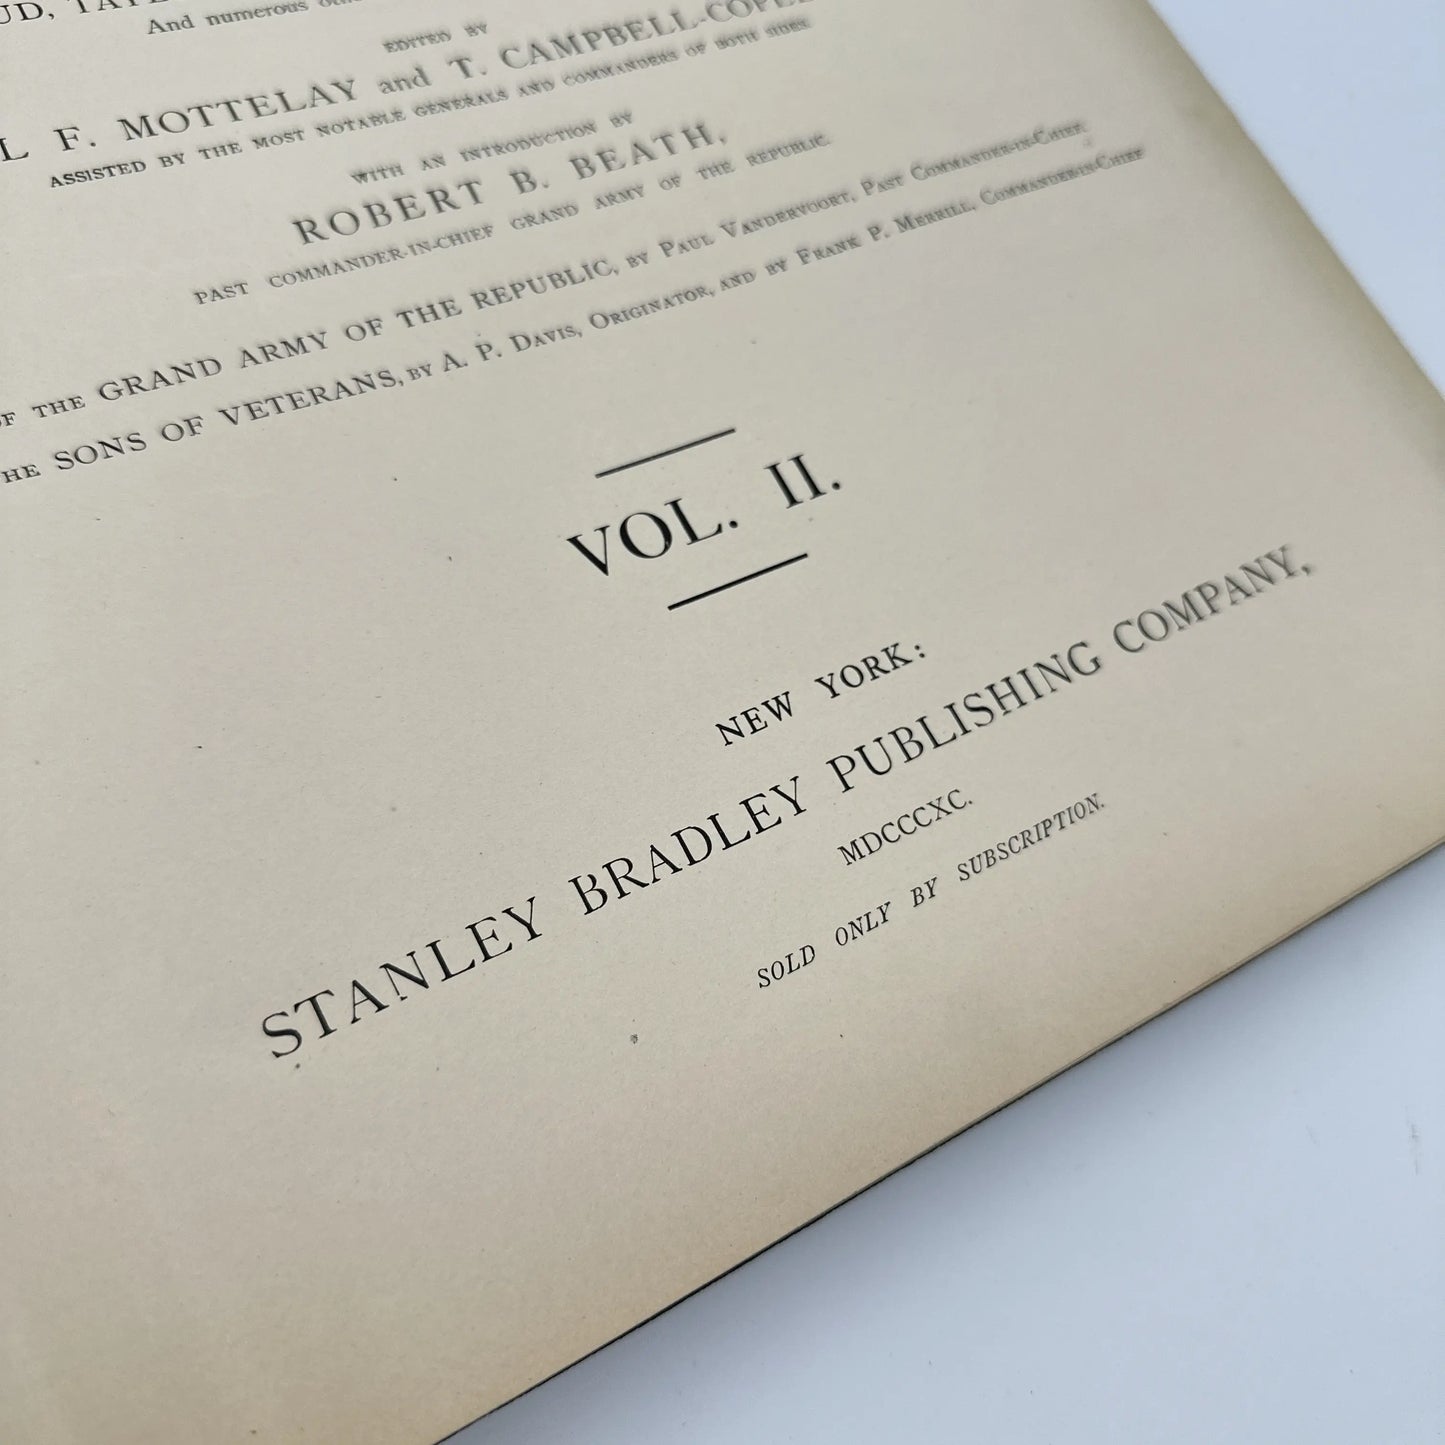 And numerous
EDITED BY
L F. MOTTELAY and T. CAMPBELL-COPEL
ASSISTED BY THE MOST NOTABLE GENERALS AND COMMANDERS OF BOTH SIDES
WITH AN INTRODUCTION BY
ROBERT B. BEATH,
PAST COMMANDER-IN-CHIEF GRAND ARMY OF THE REPUBLIC.
OF THE GRAND ARMY OF THE REPUBLIC, BY PAUL VANDERVOORT, PAST COMMANDER-IN-CHIEF.
HE SONS OF VETERANS, BY A. P. DAVIS, ORIGINATOR, AND BY FRANK P. MERRILL, COMMANDER-IN-CHIEF
VOL. II.
NEW YORK:
STANLEY BRADLEY PUBLISHING COMPANY,
MDCCCXC.
SOLD ONLY BY SUBSCRIPTION.